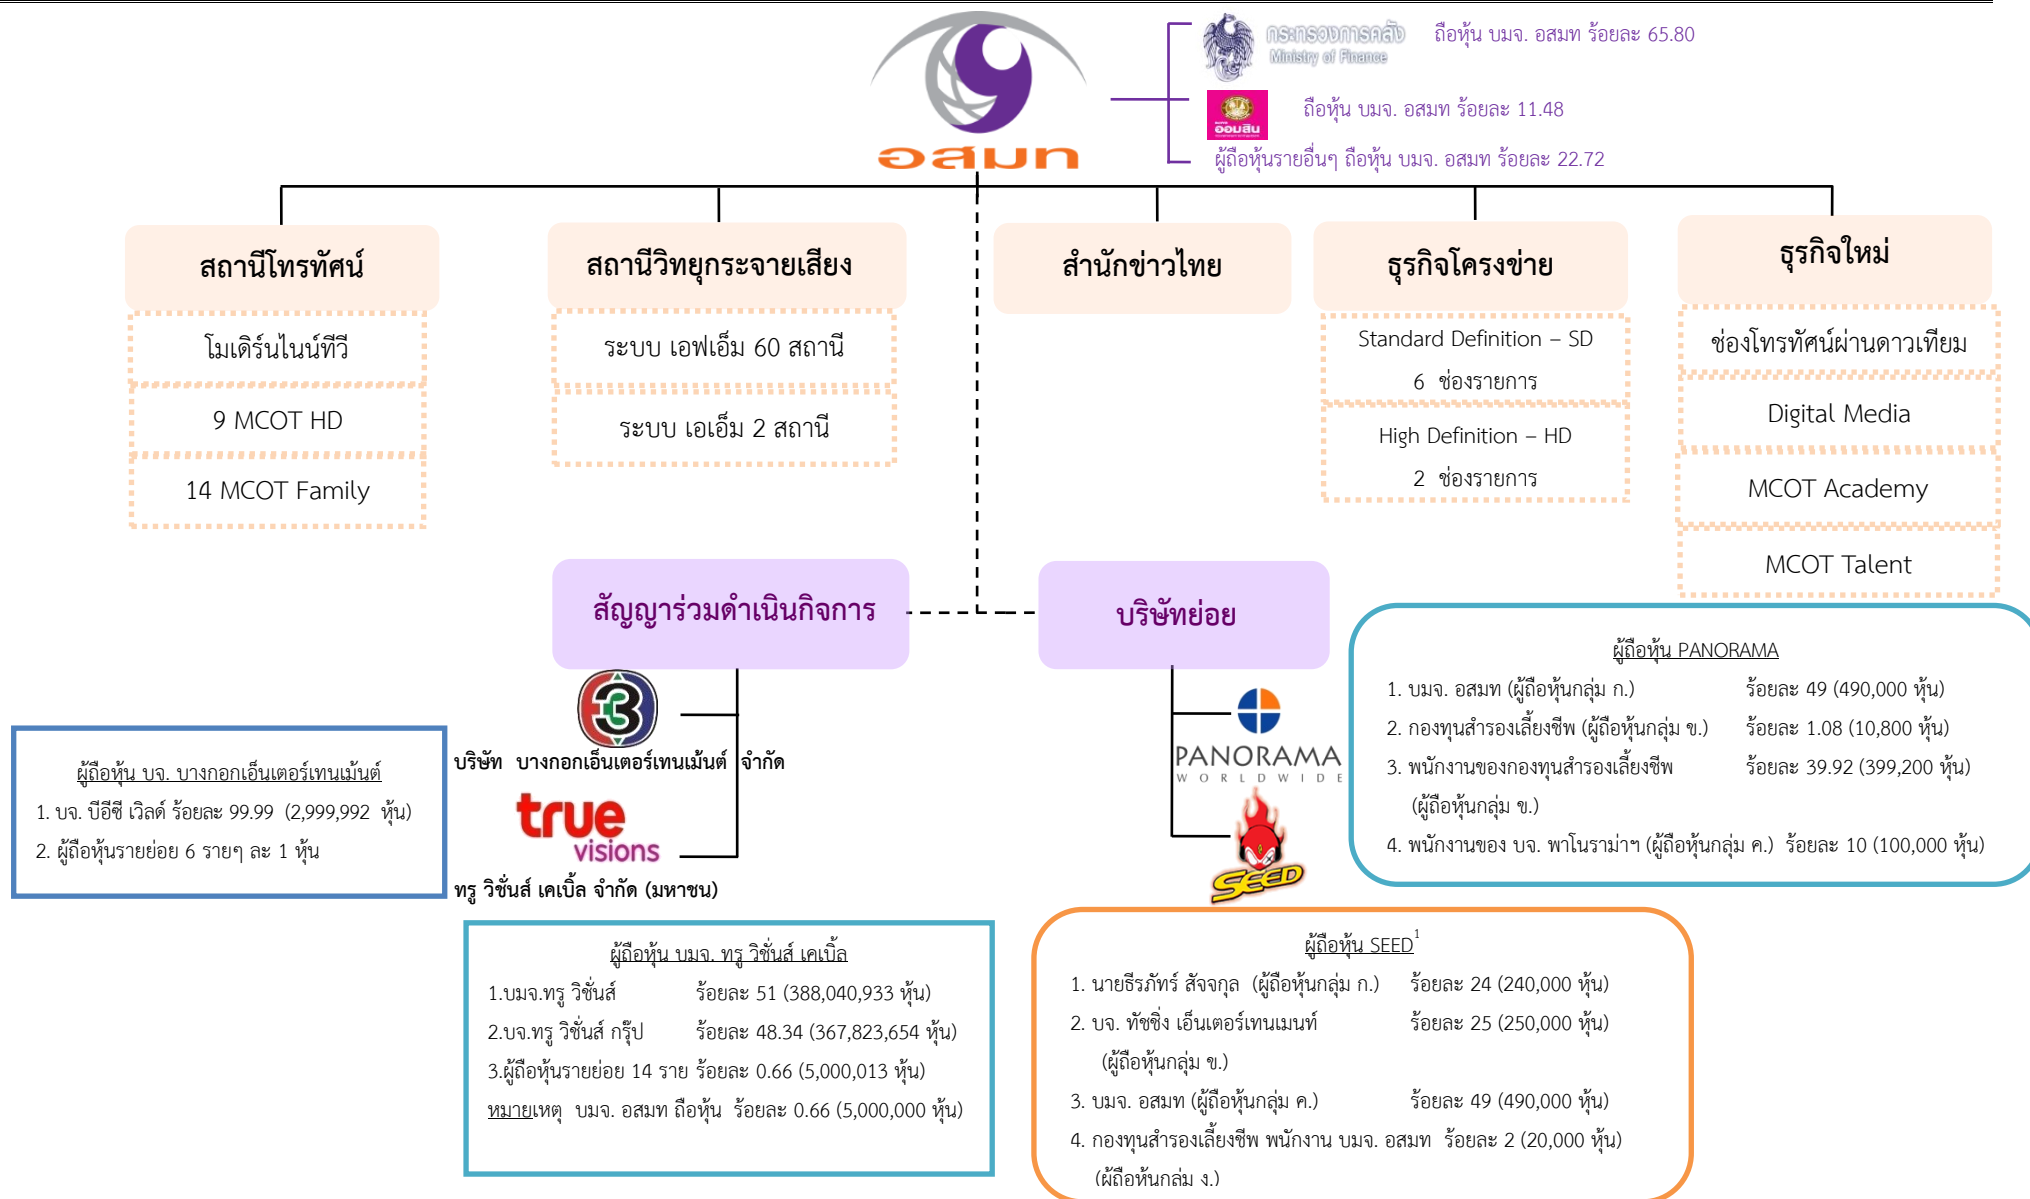 กระทรวงการคลัง
Ministry of Finance
ถือหุ้น บมจ. อสมท ร้อยละ 65.80
ออมสิน
ถือหุ้น บมจ. อสมท ร้อยละ 11.48
ผู้ถือหุ้นรายอื่นๆ ถือหุ้น บมจ. อสมท ร้อยละ 22.72
อสมท
สถานีโทรทัศน์
โมเดิร์นไนน์ทีวี
9 MCOT HD
14 MCOT Family
สถานีวิทยุกระจายเสียง
ระบบ เอฟเอ็ม 60 สถานี
ระบบ เอเอ็ม 2 สถานี
สำนักข่าวไทย
ธุรกิจโครงข่าย
Standard Definition – SD
6 ช่องรายการ
High Definition – HD
2 ช่องรายการ
ธุรกิจใหม่
ช่องโทรทัศน์ผ่านดาวเทียม
Digital Media
MCOT Academy
MCOT Talent
สัญญาร่วมดำเนินกิจการ
3
บริษัท บางกอกเอ็นเตอร์เทนเม้นต์ จำกัด
true
visions
ทรู วิชั่นส์ เคเบิ้ล จำกัด (มหาชน)
บริษัทย่อย
PANORAMA
WORLDWIDE
SEED
ผู้ถือหุ้น บจ. บางกอกเอ็นเตอร์เทนเม้นต์
1. บจ. บีอีซี เวิลด์ ร้อยละ 99.99 (2,999,992 หุ้น)
2. ผู้ถือหุ้นรายย่อย 6 รายๆ ละ 1 หุ้น
ผู้ถือหุ้น PANORAMA
1. บมจ. อสมท (ผู้ถือหุ้นกลุ่ม ก.) ร้อยละ 49 (490,000 หุ้น)
2. กองทุนสำรองเลี้ยงชีพ (ผู้ถือหุ้นกลุ่ม ข.) ร้อยละ 1.08 (10,800 หุ้น)
3. พนักงานของกองทุนสำรองเลี้ยงชีพ ร้อยละ 39.92 (399,200 หุ้น)
(ผู้ถือหุ้นกลุ่ม ข.)
4. พนักงานของ บจ. พาโนราม่าฯ (ผู้ถือหุ้นกลุ่ม ค.) ร้อยละ 10 (100,000 หุ้น)
ผู้ถือหุ้น บมจ. ทรู วิชั่นส์ เคเบิ้ล
1.บมจ.ทรู วิชั่นส์ ร้อยละ 51 (388,040,933 หุ้น)
2.บจ.ทรู วิชั่นส์ กรุ๊ป ร้อยละ 48.34 (367,823,654 หุ้น)
3.ผู้ถือหุ้นรายย่อย 14 ราย ร้อยละ 0.66 (5,000,013 หุ้น)
หมายเหตุ บมจ. อสมท ถือหุ้น ร้อยละ 0.66 (5,000,000 หุ้น)
ผู้ถือหุ้น SEED1
1. นายธีรภัทร์ สัจจกุล (ผู้ถือหุ้นกลุ่ม ก.) ร้อยละ 24 (240,000 หุ้น)
2. บจ. ทัชชิ่ง เอ็นเตอร์เทนเมนท์ ร้อยละ 25 (250,000 หุ้น)
(ผู้ถือหุ้นกลุ่ม ข.)
3. บมจ. อสมท (ผู้ถือหุ้นกลุ่ม ค.) ร้อยละ 49 (490,000 หุ้น)
4. กองทุนสำรองเลี้ยงชีพ พนักงาน บมจ. อสมท ร้อยละ 2 (20,000 หุ้น)
(ผู้ถือหุ้นกลุ่ม ง.)